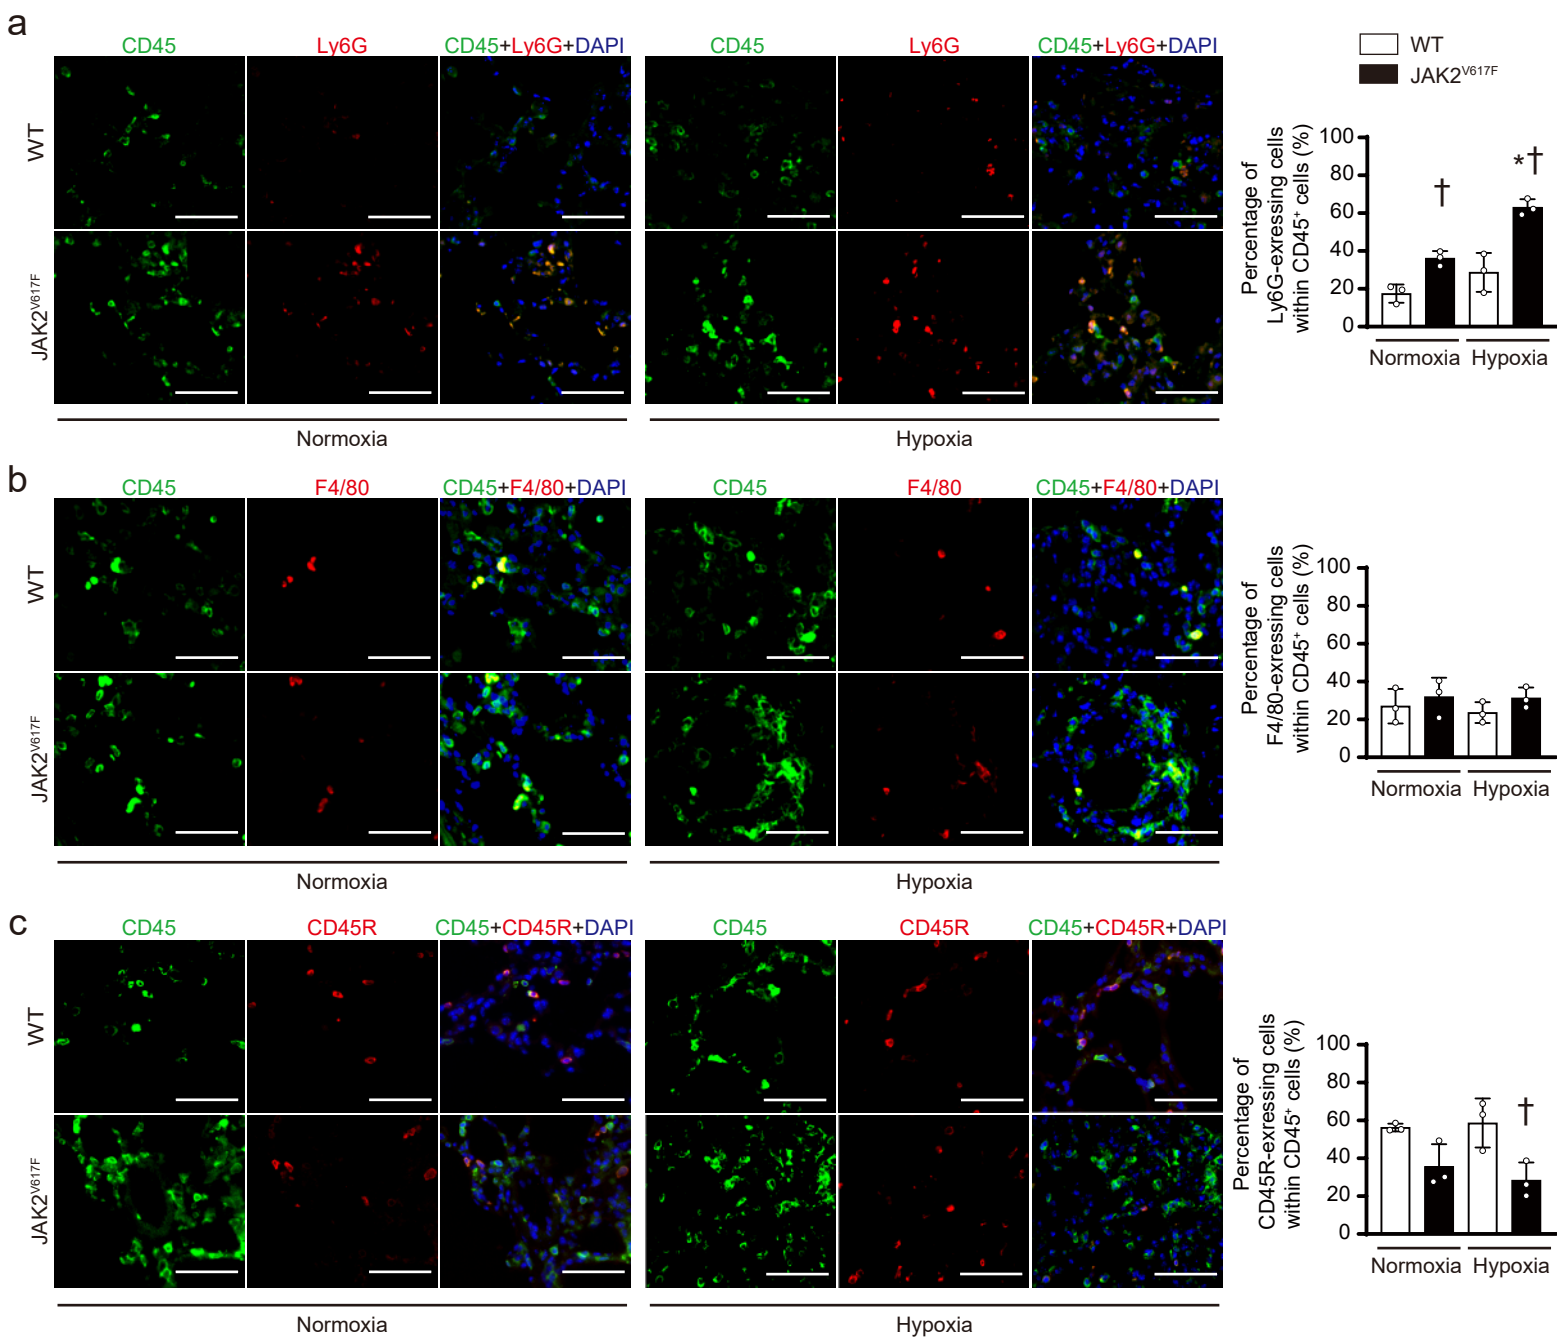 a
CD45 Ly6G CD45+Ly6G+DAPI CD45 Ly6G CD45+Ly6G+DAPI
WT
JAK2V617F
Normoxia Hypoxia
WT
JAK2V617F
Percentage of
Ly6G-exressing cells
within CD45+ cells (%)
100
80
60
40
20
0
†
*†
Normoxia Hypoxia
b
CD45 F4/80 CD45+F4/80+DAPI CD45 F4/80 CD45+F4/80+DAPI
WT
JAK2V617F
Normoxia Hypoxia
Percentage of
F4/80-exressing cells
within CD45+ cells (%)
100
80
60
40
20
0
Normoxia Hypoxia
c
CD45 CD45R CD45+CD45R+DAPI CD45 CD45R CD45+CD45R+DAPI
WT
JAK2V617F
Normoxia Hypoxia
Percentage of
CD45R-exressing cells
within CD45+ cells (%)
100
80
60
40
20
0
†
Normoxia Hypoxia